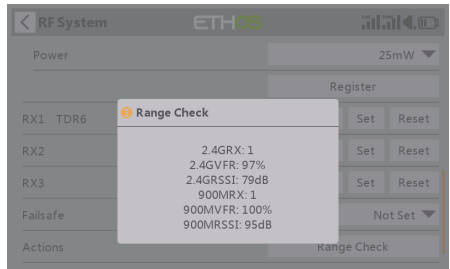 RF System
ETHOS
Power
25mW
Register
RX1 TDR6
Set
Reset
RX2
Set
Reset
RX3
Set
Reset
Failsafe
Not Set
Actions
Range Check
Range Check
2.4GRX: 1
2.4GVFR: 97%
2.4GRSSI: 79dB
900MRX: 1
900MVFR: 100%
900MRSSI: 95dB